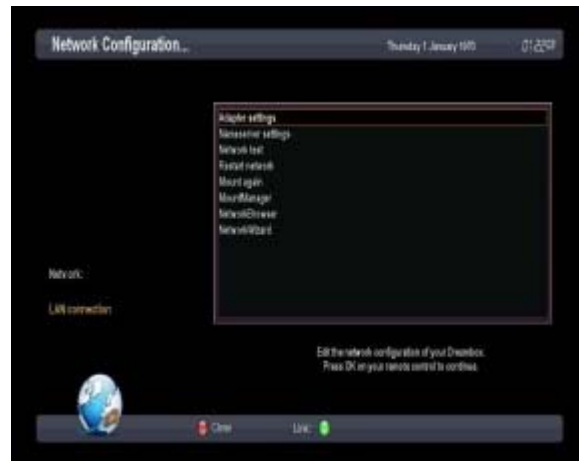 Network Configuration...
Thursday 1 January 1970
Adapter settings
Nameserver settings
Network test
Restart network
Mount again
MountManager
NetworkBrowser
NetworkWizard
Network:
LAN connection
Edit the network configuration of your Dreambox.
Press OK on your remote control to continue.
Close
Link: